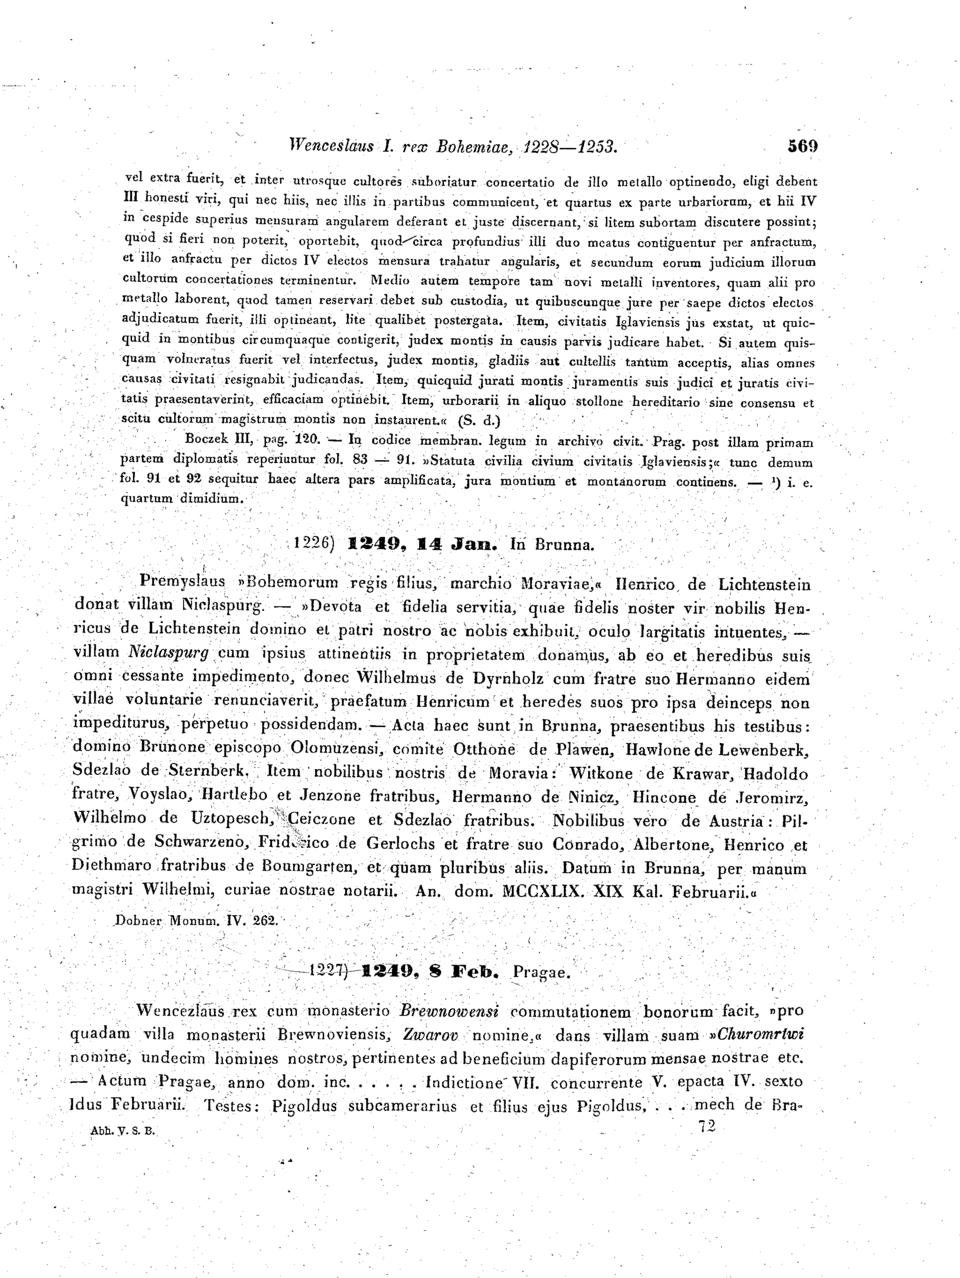 Wenceslaus I. rex Bohemiae, 1228—1253. 569
vel extra fuerit, et inter utrosque cultores suboriatur concertatio de illo metallo optinendo, eligi debent
III honesti viri, qui nec hiis, nec illis in partibus communicent, et quartus ex parte urbariorum, et hii IV
in cespide superius mensuram angularem deferant et juste discernant, si litem subortam discutere possint;
quod si fieri non poterit, oportebit, quod circa profundius illi duo meatus contiguentur per anfractum,
et illo anfractu per dictos IV electos mensura trahatur angularis, et secundum eorum judicium illorum
cultorum concertationes terminentur. Medio autem tempore tam novi metalli inventores, quam alii pro
metallo laborent, quod tamen reservari debet sub custodia, ut quibuscunque jure per saepe dictos electos
adjudicatum fuerit, illi optineant, lite qualibet postergata. Item, civitatis Iglaviensis jus exstat, ut quic-
quid in montibus circumquaque contigerit, judex montis in causis parvis judicare habet. Si autem quis-
quam volneratus fuerit vel interfectus, judex montis, gladiis aut cultellis tantum acceptis, alias omnes
causas civitati resignabit judicandas. Item, quicquid jurati montis juramentis suis judici et juratis civi-
tatis praesentaverint, efficaciam optinebit. Item, urborarii in aliquo stollone hereditario sine consensu et
scitu cultorum magistrum montis non instaurent.« (S. d.)
Boczek III, pag. 120. — In codice membran. legum in archivo civit. Prag. post illam primam
partem diplomatis reperiuntur fol. 83 — 91. »Statuta civilia civium civitatis Iglaviensis;« tunc demum
fol. 91 et 92 sequitur haec altera pars amplificata, jura montium et montanorum continens. — ¹) i. e.
quartum dimidium.
1226) 1249, 14 Jan. In Brunna.
Premyslaus »Bohemorum regis filius, marchio Moraviae,« Henrico de Lichtenstein
donat villam Niclaspurg. — »Devota et fidelia servitia, quae fidelis noster vir nobilis Hen-
ricus de Lichtenstein domino et patri nostro ac nobis exhibuit, oculo largitatis intuentes, —
villam Niclaspurg cum ipsius attinentiis in proprietatem donamus, ab eo et heredibus suis
omni cessante impedimento, donec Wilhelmus de Dyrnholz cum fratre suo Hermanno eidem
villae voluntarie renunciaverit, praefatum Henricum et heredes suos pro ipsa deinceps non
impediturus, perpetuo possidendam. — Acta haec sunt in Brunna, praesentibus his testibus:
domino Brunone episcopo Olomuzensi, comite Otthone de Plawen, Hawlone de Lewenberk,
Sdezlao de Sternberk. Item nobilibus nostris de Moravia: Witkone de Krawar, Hadoldo
fratre, Voyslao, Hartlebo et Jenzone fratribus, Hermanno de Ninicz, Hincone de Jeromirz,
Wilhelmo de Uztopesch, Ceiczone et Sdezlao fratribus. Nobilibus vero de Austria: Pil-
grimo de Schwarzeno, Friderico de Gerlochs et fratre suo Conrado, Albertone, Henrico et
Diethmaro fratribus de Boumgarten, et quam pluribus aliis. Datum in Brunna, per manum
magistri Wilhelmi, curiae nostrae notarii. An. dom. MCCXLIX. XIX Kal. Februarii.«
Dobner Monum. IV. 262.
1227) 1249, 8 Feb. Pragae.
Wencezlaus rex cum monasterio Brewnowensi commutationem bonorum facit, »pro
quadam villa monasterii Brewnoviensis, Zwarov nomine,« dans villam suam »Churomrtwi
nomine, undecim homines nostros, pertinentes ad beneficium dapiferorum mensae nostrae etc.
— Actum Pragae, anno dom. inc. . . . . . Indictione VII. concurrente V. epacta IV. sexto
Idus Februarii. Testes: Pigoldus subcamerarius et filius ejus Pigoldus, . . . mech de Bra-
Abh. V. S. B. 72